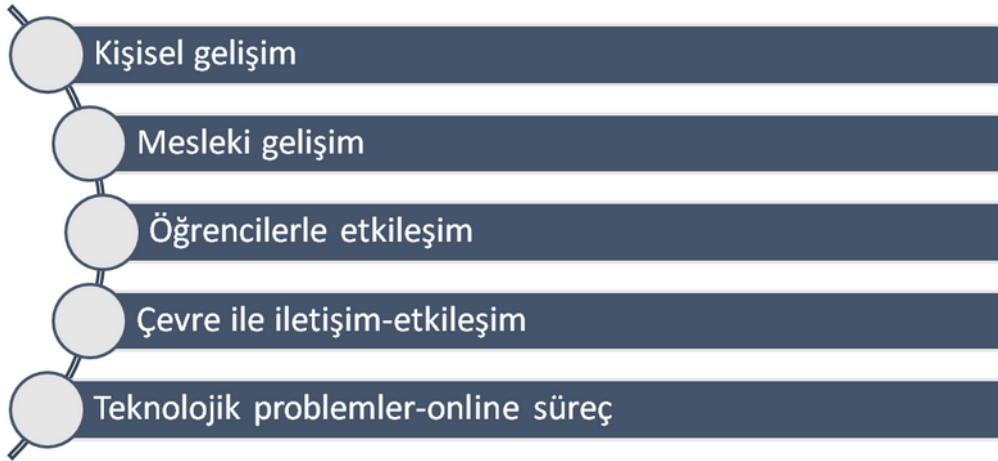 Kişisel gelişim
Mesleki gelişim
Öğrencilerle etkileşim
Çevre ile iletişim-etkileşim
Teknolojik problemler-online süreç